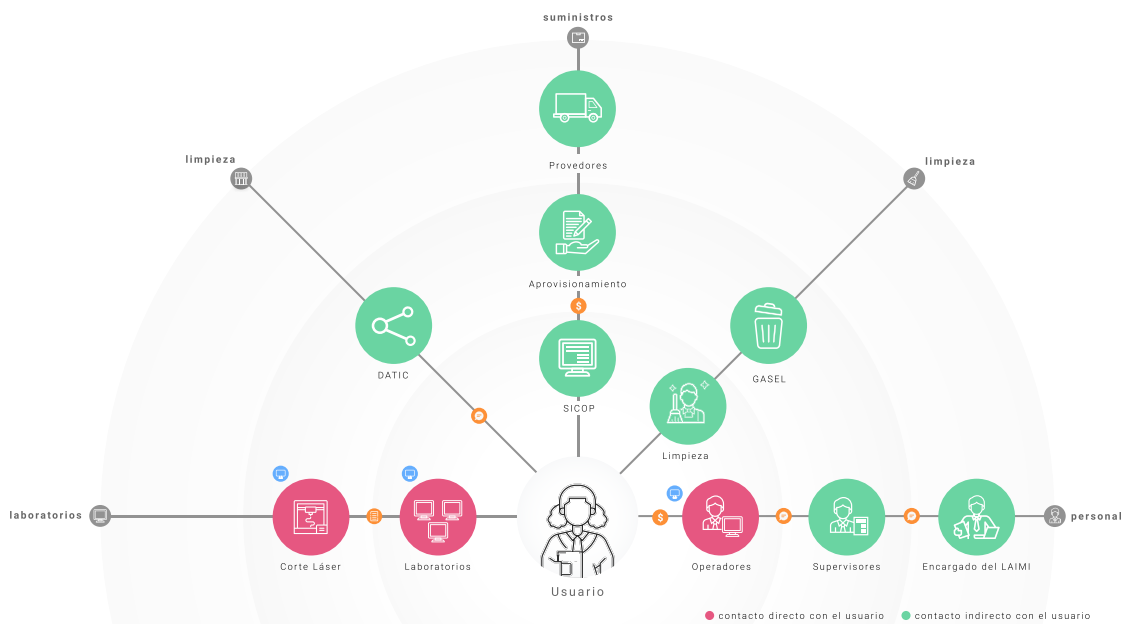 suministros
Provedores
limpieza
limpieza
Aprovisionamiento
$
DATIC
GASEL
SICOP
Limpieza
laboratorios
$
personal
Corte Láser
Laboratorios
Operadores
Supervisores
Encargado del LAIMI
Usuario
contacto directo con el usuario
contacto indirecto con el usuario